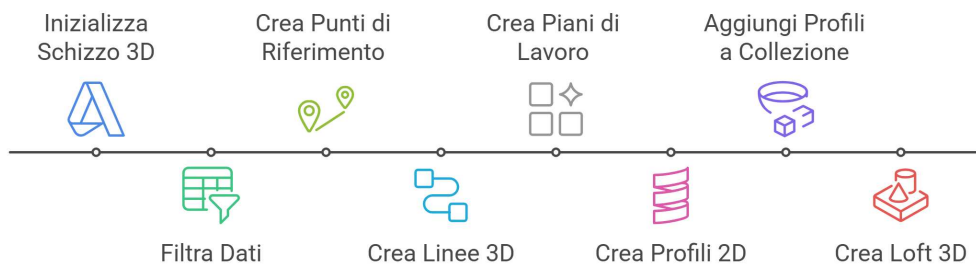 Inizializza
Schizzo 3D
Filtra Dati
Crea Punti di
Riferimento
Crea Linee 3D
Crea Piani di
Lavoro
Crea Profili 2D
Aggiungi Profili
a Collezione
Crea Loft 3D